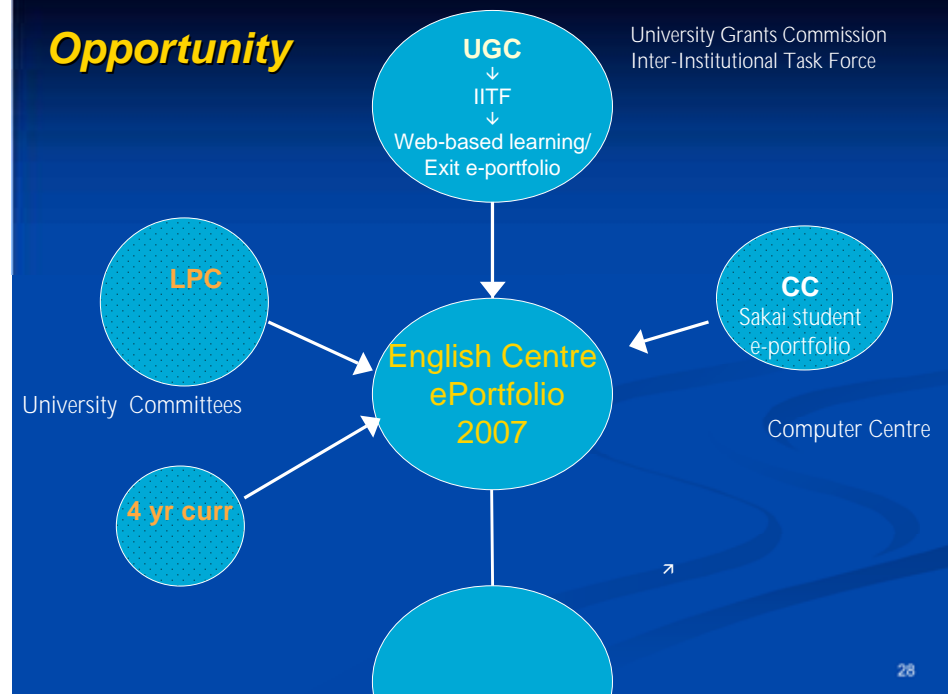 Opportunity
UGC
↓
IITF
↓
Web-based learning/
Exit e-portfolio
University Grants Commission
Inter-Institutional Task Force
LPC
CC
Sakai student
e-portfolio
English Centre
ePortfolio
2007
University Committees
Computer Centre
4 yr curr
↗
28